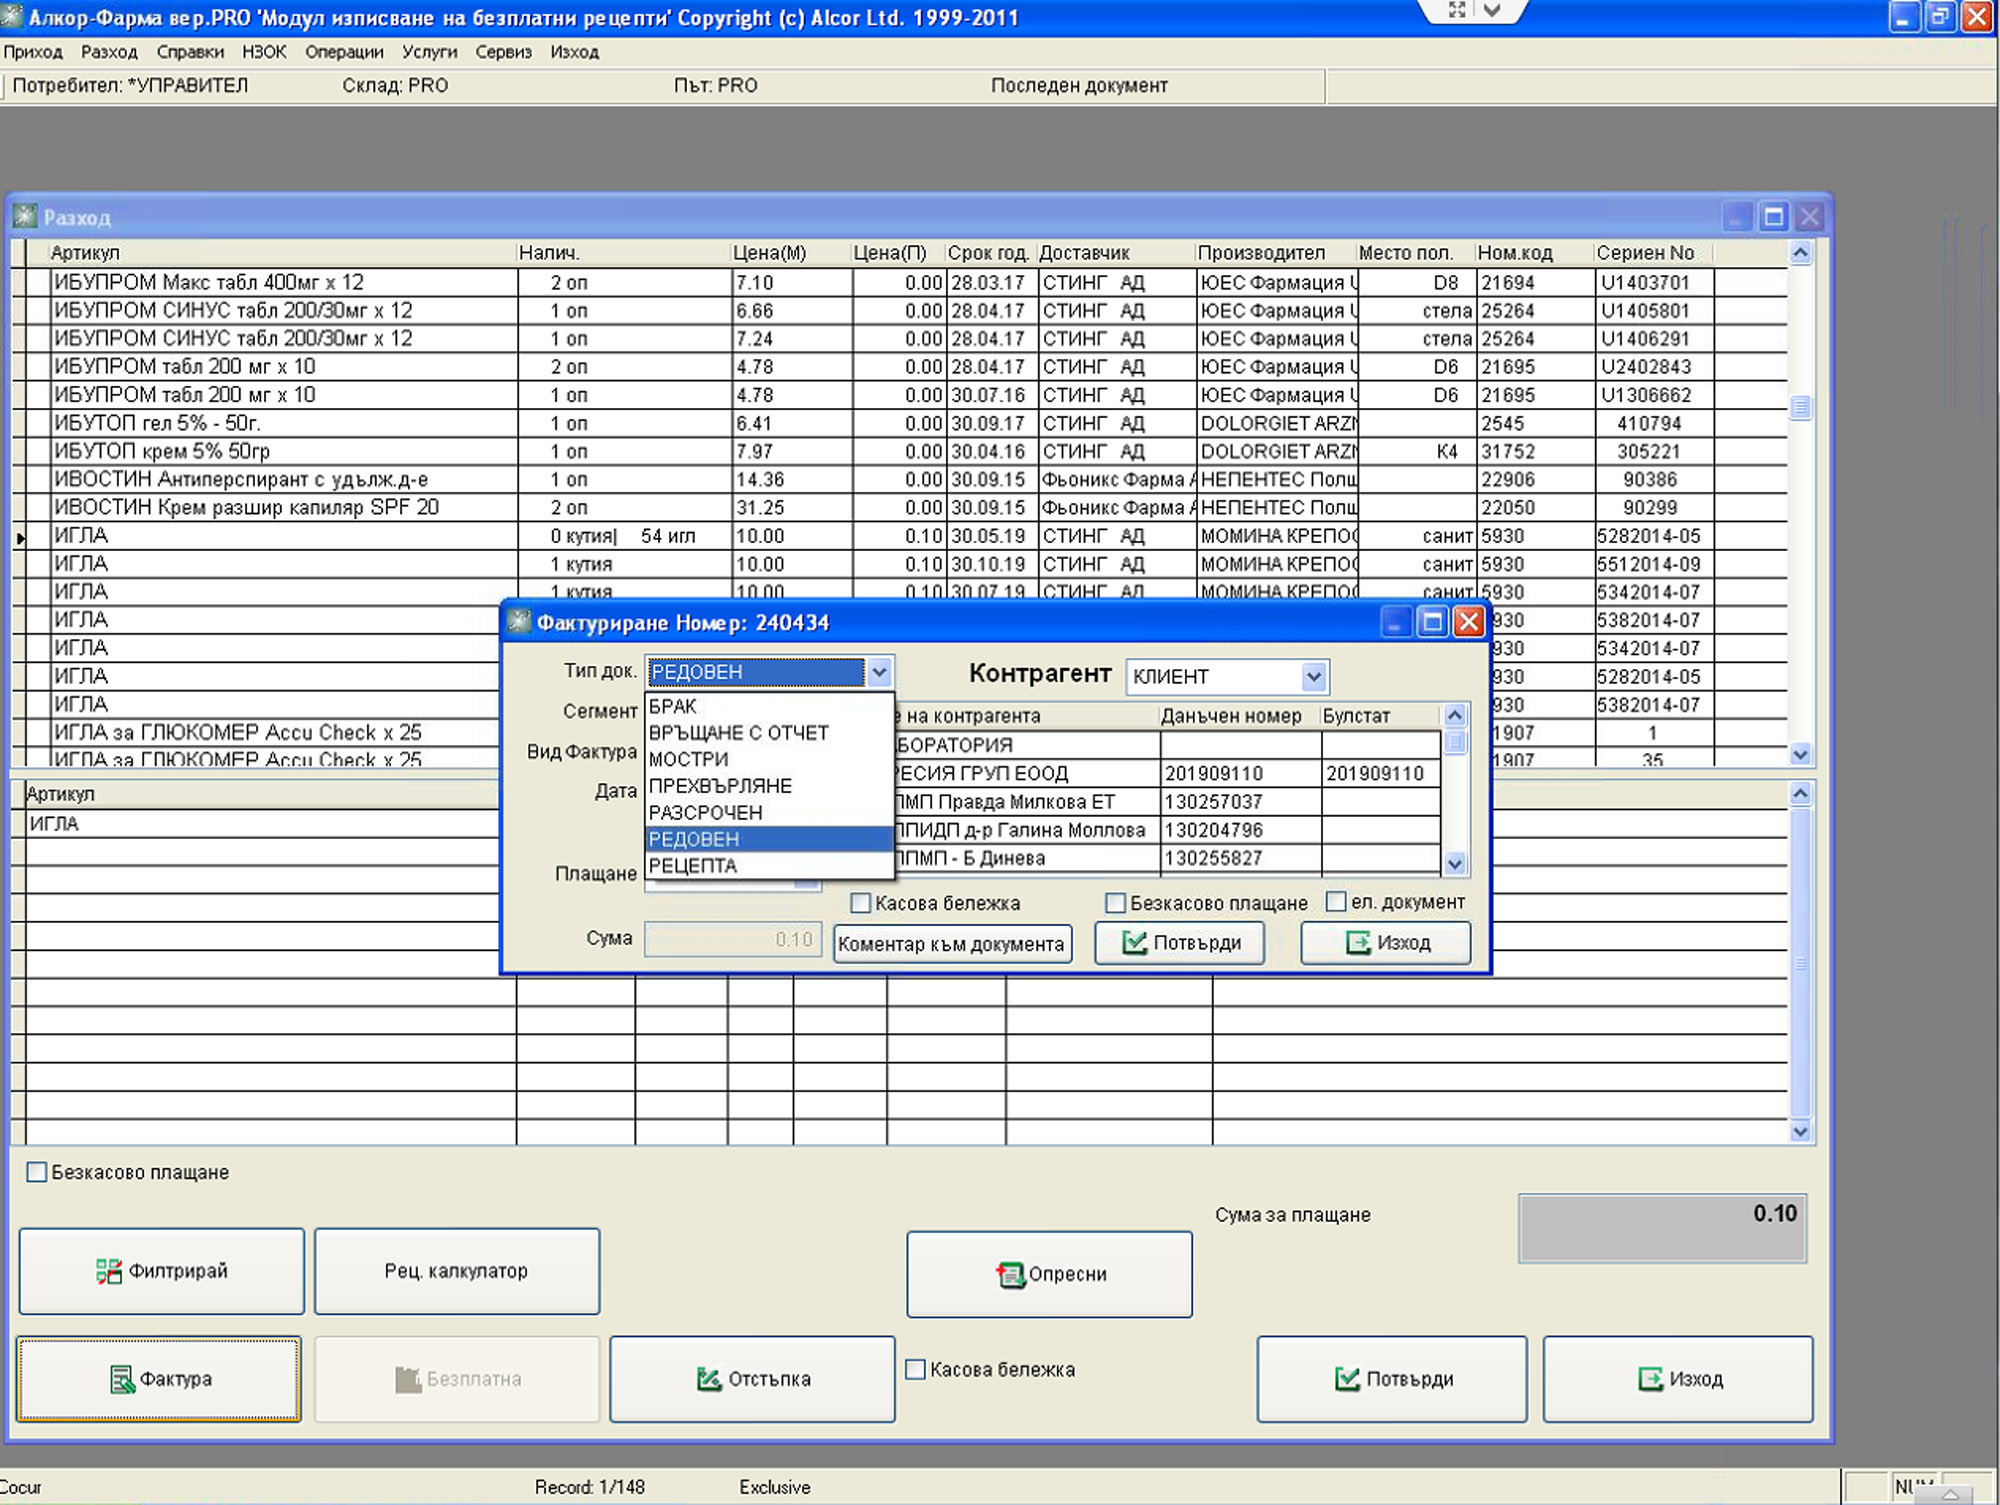 Алкор-Фарма вер.PRO 'Модул изписване на безплатни рецепти' Copyright (c) Alcor Ltd. 1999-2011
Приход Разход Справки НЗОК Операции Услуги Сервиз Изход
Потребител: *УПРАВИТЕЛ Склад: PRO Път: PRO Последен документ
Разход
Артикул Налич. Цена(М) Цена(П) Срок год. Доставчик Производител Место пол. Ном.код Сериен No
ИБУПРОМ Макс табл 400мг x 12 2 оп 7.10 0.00 28.03.17 СТИНГ АД ЮЕС Фармация D8 21694 U1403701
ИБУПРОМ СИНУС табл 200/30мг x 12 1 оп 6.66 0.00 28.04.17 СТИНГ АД ЮЕС Фармация стела 25264 U1405801
ИБУПРОМ СИНУС табл 200/30мг x 12 1 оп 7.24 0.00 28.04.17 СТИНГ АД ЮЕС Фармация стела 25264 U1406291
ИБУПРОМ табл 200 мг x 10 2 оп 4.78 0.00 28.04.17 СТИНГ АД ЮЕС Фармация D6 21695 U2402843
ИБУПРОМ табл 200 мг x 10 1 оп 4.78 0.00 30.07.16 СТИНГ АД ЮЕС Фармация D6 21695 U1306662
ИБУТОП гел 5% - 50г. 1 оп 6.41 0.00 30.09.17 СТИНГ АД DOLORGIET ARZN 2545 410794
ИБУТОП крем 5% 50гр 1 оп 7.97 0.00 30.04.16 СТИНГ АД DOLORGIET ARZN K4 31752 305221
ИВОСТИН Антиперспирант с удълж.д-е 1 оп 14.36 0.00 30.09.15 Фьоникс Фарма НЕПЕНТЕС Полш 22906 90386
ИВОСТИН Крем разшир капиляр SPF 20 2 оп 31.25 0.00 30.09.15 Фьоникс Фарма НЕПЕНТЕС Полш 22050 90299
ИГЛА 0 кутия| 54 игл 10.00 0.10 30.05.19 СТИНГ АД МОМИНА КРЕПОС санит 5930 5282014-05
ИГЛА 1 кутия 10.00 0.10 30.10.19 СТИНГ АД МОМИНА КРЕПОС санит 5930 5512014-09
ИГЛА 1 кутия 10.00 0.10 30.07.19 СТИНГ АД МОМИНА КРЕПОС санит 5930 5342014-07
ИГЛА 930 5382014-07
ИГЛА 930 5342014-07
ИГЛА 930 5282014-05
ИГЛА 930 5382014-07
ИГЛА за ГЛЮКОМЕР Accu Check x 25 1907 1
ИГЛА за ГЛЮКОМЕР Accu Check x 25 1907 35
Фактуриране Номер: 240434
Тип док. РЕДОВЕН Контрагент КЛИЕНТ
Сегмент
Вид Фактура
Дата
Плащане
БРАК
ВРЪЩАНЕ С ОТЧЕТ
МОСТРИ
ПРЕХВЪРЛЯНЕ
РАЗСРОЧЕН
РЕДОВЕН
РЕЦЕПТА
е на контрагента Данъчен номер Булстат
БОРАТОРИЯ
РЕСИЯ ГРУП ЕООД 201909110 201909110
ПМП Правда Милкова ЕТ 130257037
ППИДП д-р Галина Моллова 130204796
ППМП - Б Динева 130255827
Касова бележка Безкасово плащане ел. документ
Сума 0.10 Коментар към документа Потвърди Изход
Артикул
ИГЛА
Безкасово плащане
Сума за плащане 0.10
Филтрирай Рец. калкулатор Опресни
Фактура Безплатна Отстъпка Касова бележка Потвърди Изход
Cocur Record: 1/148 Exclusive NUM